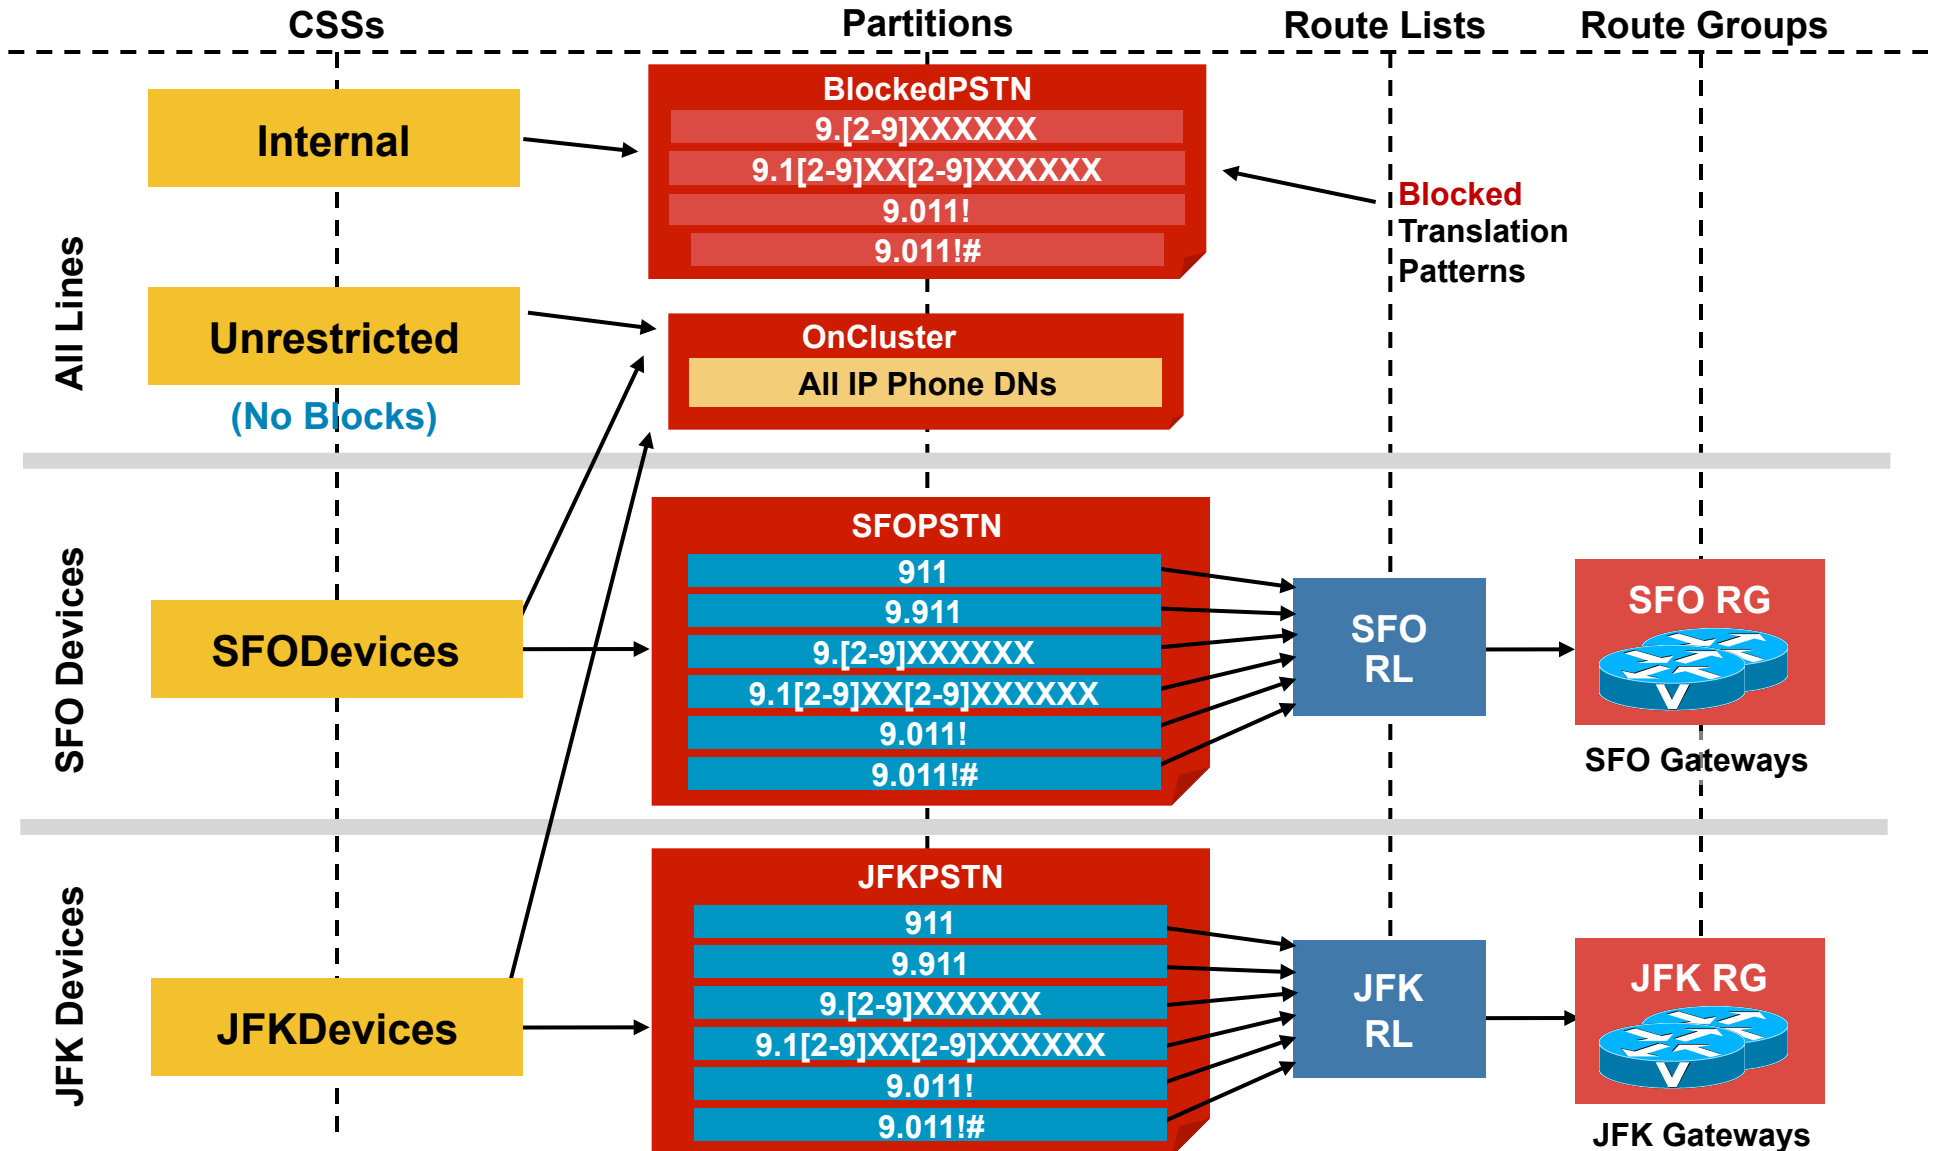 CSSs
Partitions
Route Lists
Route Groups
All Lines
Internal
Unrestricted
(No Blocks)
BlockedPSTN
9.[2-9]XXXXXX
9.1[2-9]XX[2-9]XXXXXX
9.011!
9.011!#
Blocked
Translation
Patterns
OnCluster
All IP Phone DNs
SFO Devices
SFODevices
SFOPSTN
911
9.911
9.[2-9]XXXXXX
9.1[2-9]XX[2-9]XXXXXX
9.011!
9.011!#
SFO
RL
SFO RG
V
SFO Gateways
JFK Devices
JFKDevices
JFKPSTN
911
9.911
9.[2-9]XXXXXX
9.1[2-9]XX[2-9]XXXXXX
9.011!
9.011!#
JFK
RL
JFK RG
V
JFK Gateways